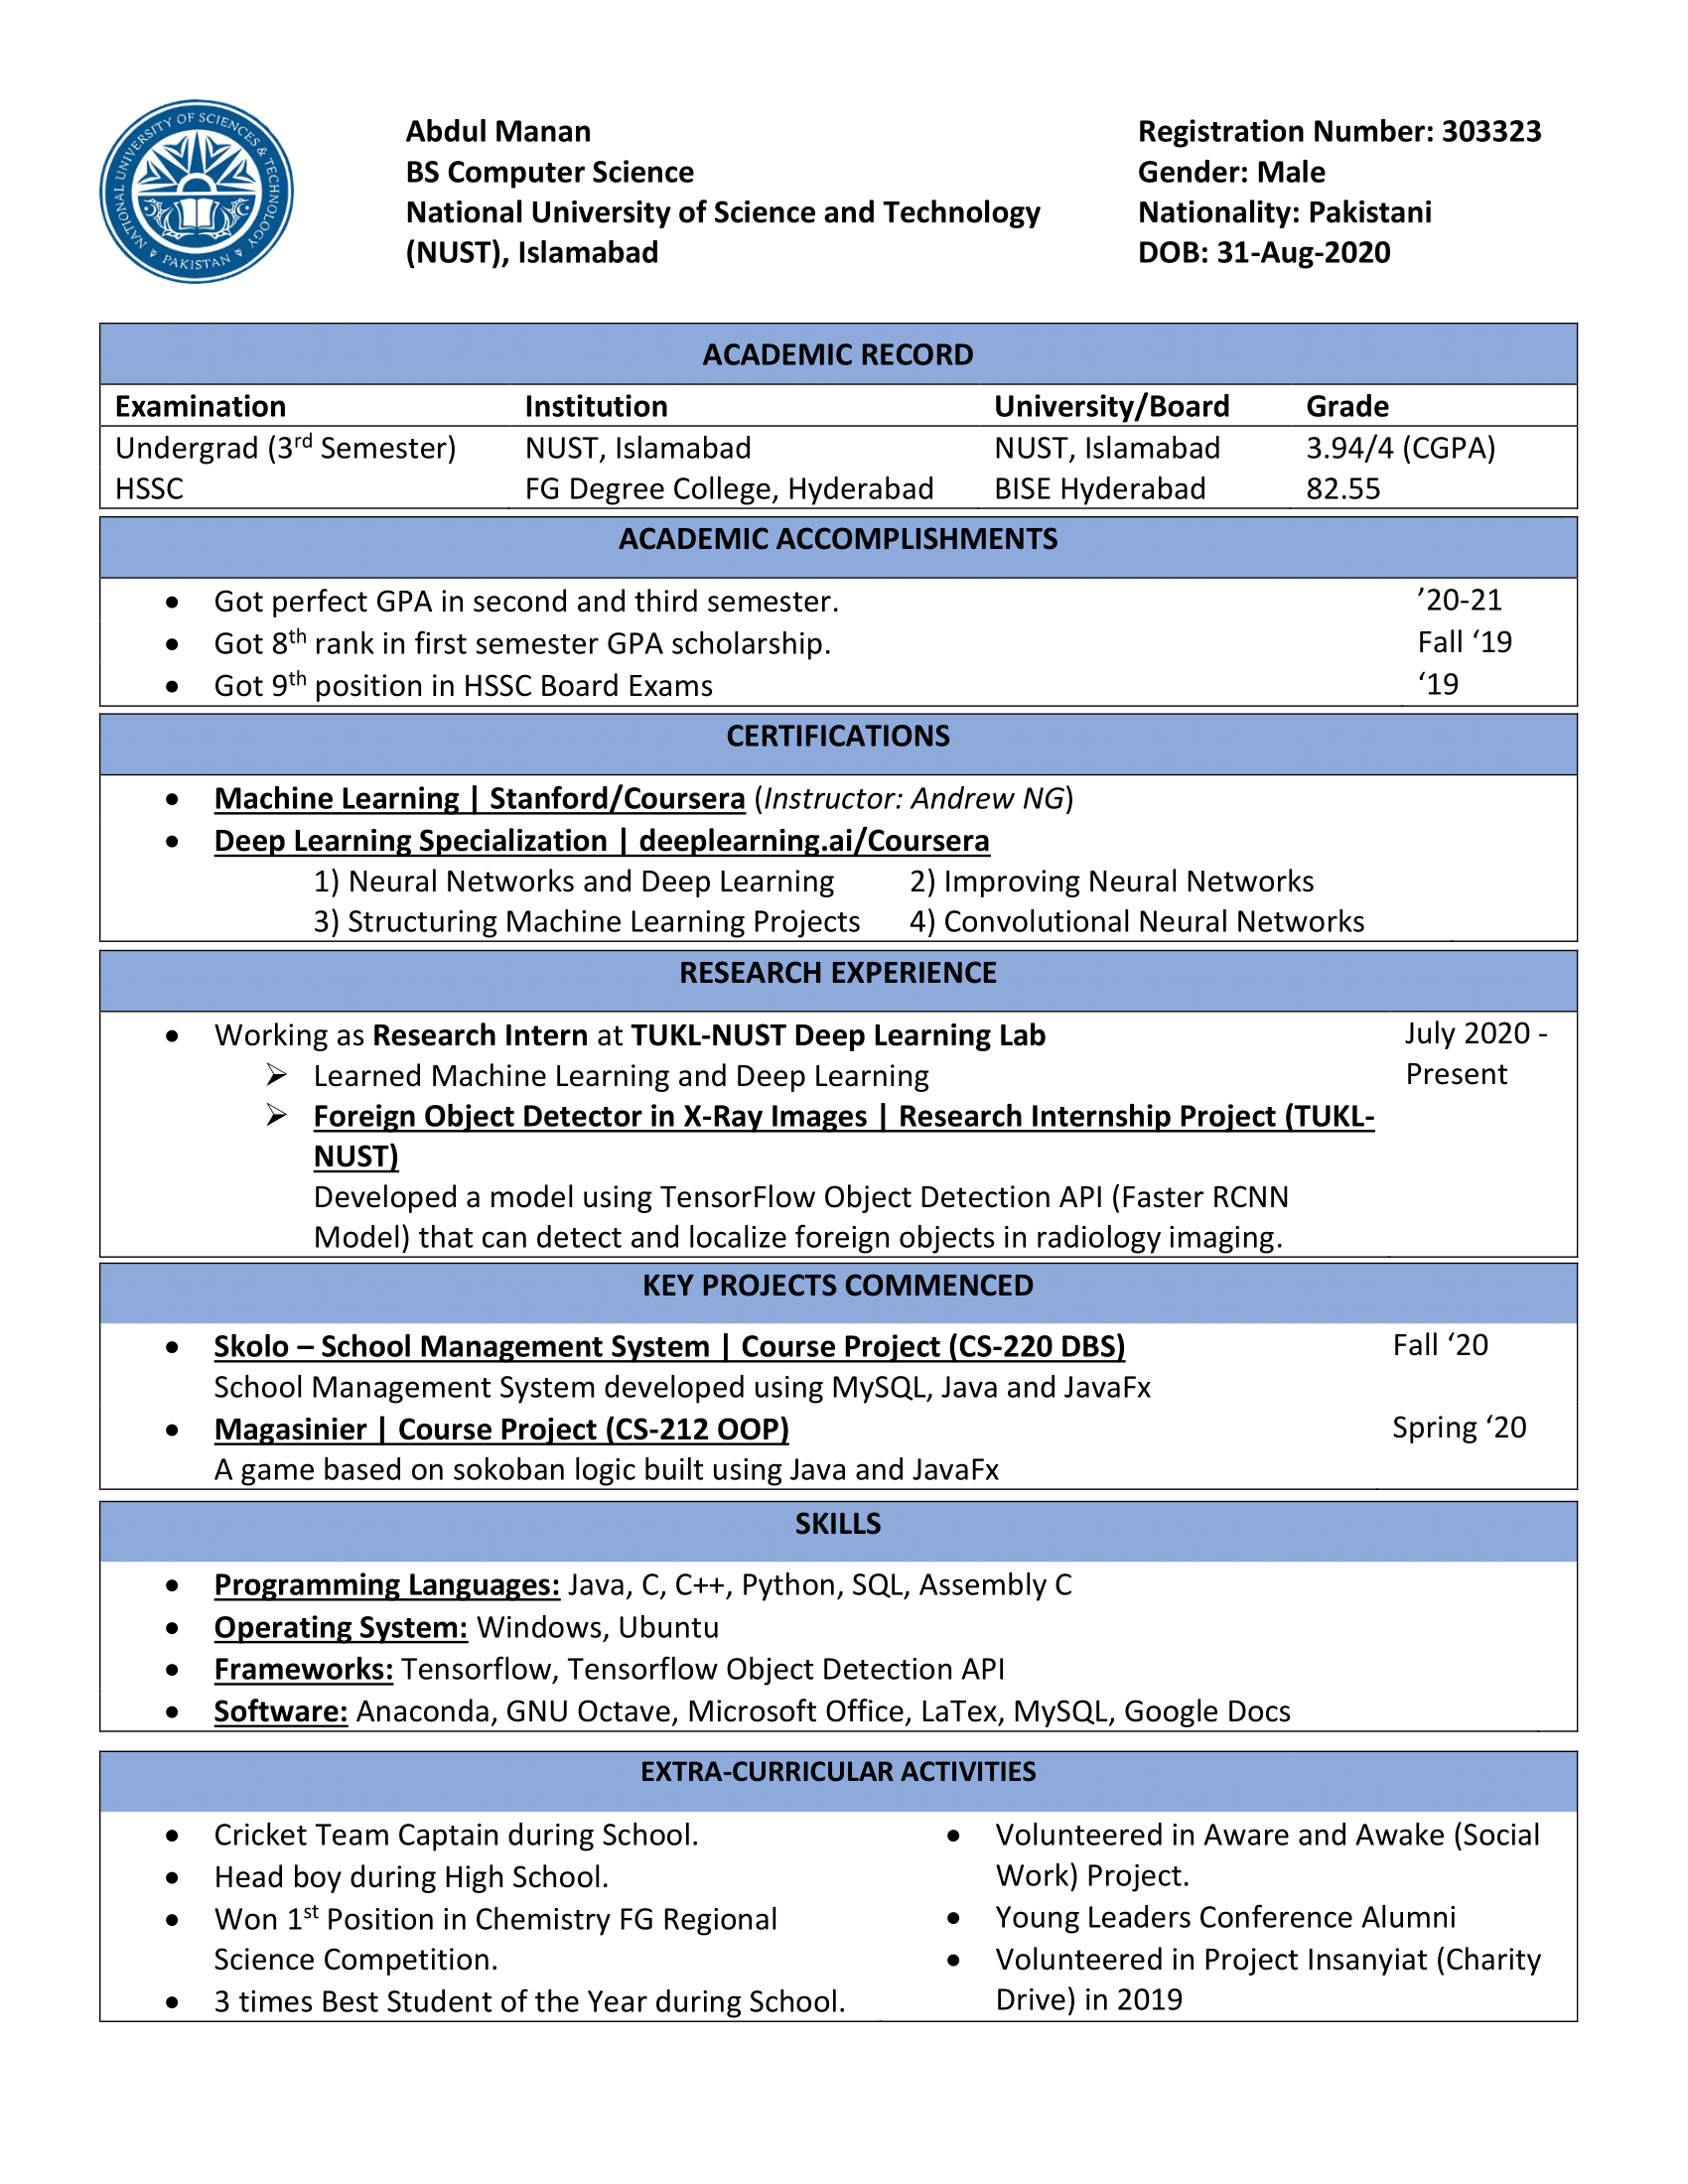 NATIONAL UNIVERSITY OF SCIENCES & TECHNOLOGY
PAKISTAN
Abdul Manan
BS Computer Science
National University of Science and Technology
(NUST), Islamabad
Registration Number: 303323
Gender: Male
Nationality: Pakistani
DOB: 31-Aug-2020
ACADEMIC RECORD
Examination Institution University/Board Grade
Undergrad (3rd Semester) NUST, Islamabad NUST, Islamabad 3.94/4 (CGPA)
HSSC FG Degree College, Hyderabad BISE Hyderabad 82.55
ACADEMIC ACCOMPLISHMENTS
• Got perfect GPA in second and third semester. ’20-21
• Got 8th rank in first semester GPA scholarship. Fall ‘19
• Got 9th position in HSSC Board Exams ‘19
CERTIFICATIONS
• Machine Learning | Stanford/Coursera (Instructor: Andrew NG)
• Deep Learning Specialization | deeplearning.ai/Coursera
1) Neural Networks and Deep Learning 2) Improving Neural Networks
3) Structuring Machine Learning Projects 4) Convolutional Neural Networks
RESEARCH EXPERIENCE
• Working as Research Intern at TUKL-NUST Deep Learning Lab July 2020 -
➢ Learned Machine Learning and Deep Learning Present
➢ Foreign Object Detector in X-Ray Images | Research Internship Project (TUKL-
NUST)
Developed a model using TensorFlow Object Detection API (Faster RCNN
Model) that can detect and localize foreign objects in radiology imaging.
KEY PROJECTS COMMENCED
• Skolo – School Management System | Course Project (CS-220 DBS) Fall ‘20
School Management System developed using MySQL, Java and JavaFx
• Magasinier | Course Project (CS-212 OOP) Spring ‘20
A game based on sokoban logic built using Java and JavaFx
SKILLS
• Programming Languages: Java, C, C++, Python, SQL, Assembly C
• Operating System: Windows, Ubuntu
• Frameworks: Tensorflow, Tensorflow Object Detection API
• Software: Anaconda, GNU Octave, Microsoft Office, LaTex, MySQL, Google Docs
EXTRA-CURRICULAR ACTIVITIES
• Cricket Team Captain during School.
• Head boy during High School.
• Won 1st Position in Chemistry FG Regional
Science Competition.
• 3 times Best Student of the Year during School.
• Volunteered in Aware and Awake (Social
Work) Project.
• Young Leaders Conference Alumni
• Volunteered in Project Insanyiat (Charity
Drive) in 2019